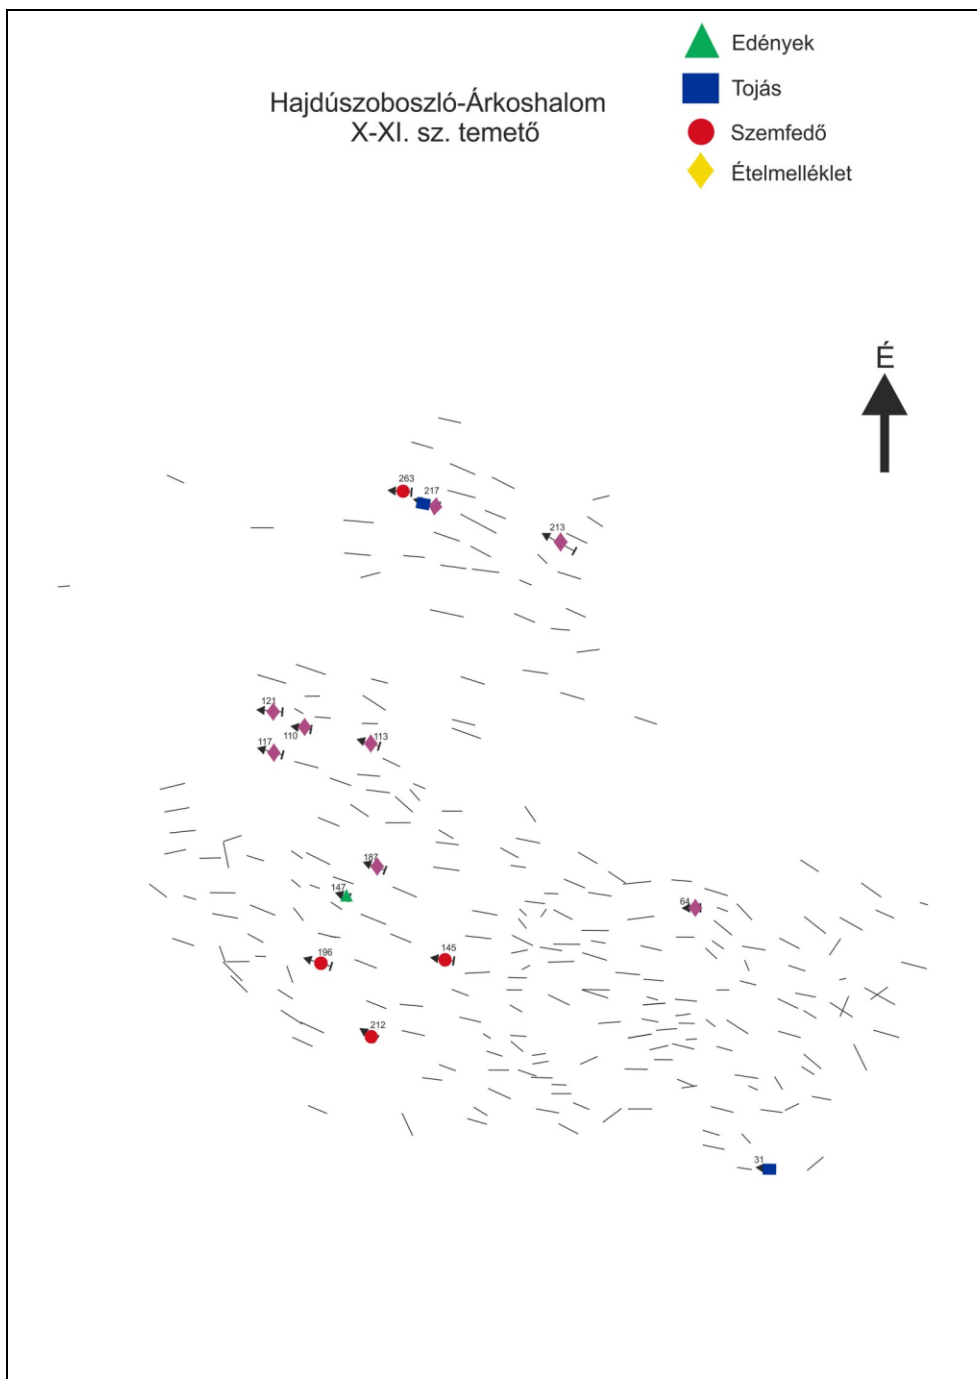 Edények
Tojás
Szemfedő
Ételmelléklet
Hajdúszoboszló-Árkoshalom
X-XI. sz. temető
É
263
217
213
121
110
117
113
187
147
64
196
145
212
31